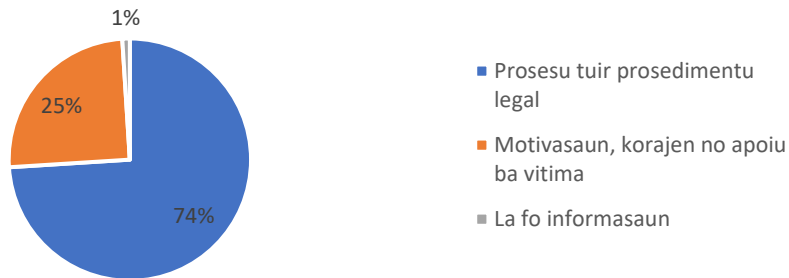 1%
25%
74%
Prosesu tuir prosedimentu
legal
Motivasaun, korajen no apoiu
ba vitima
La fo informasaun